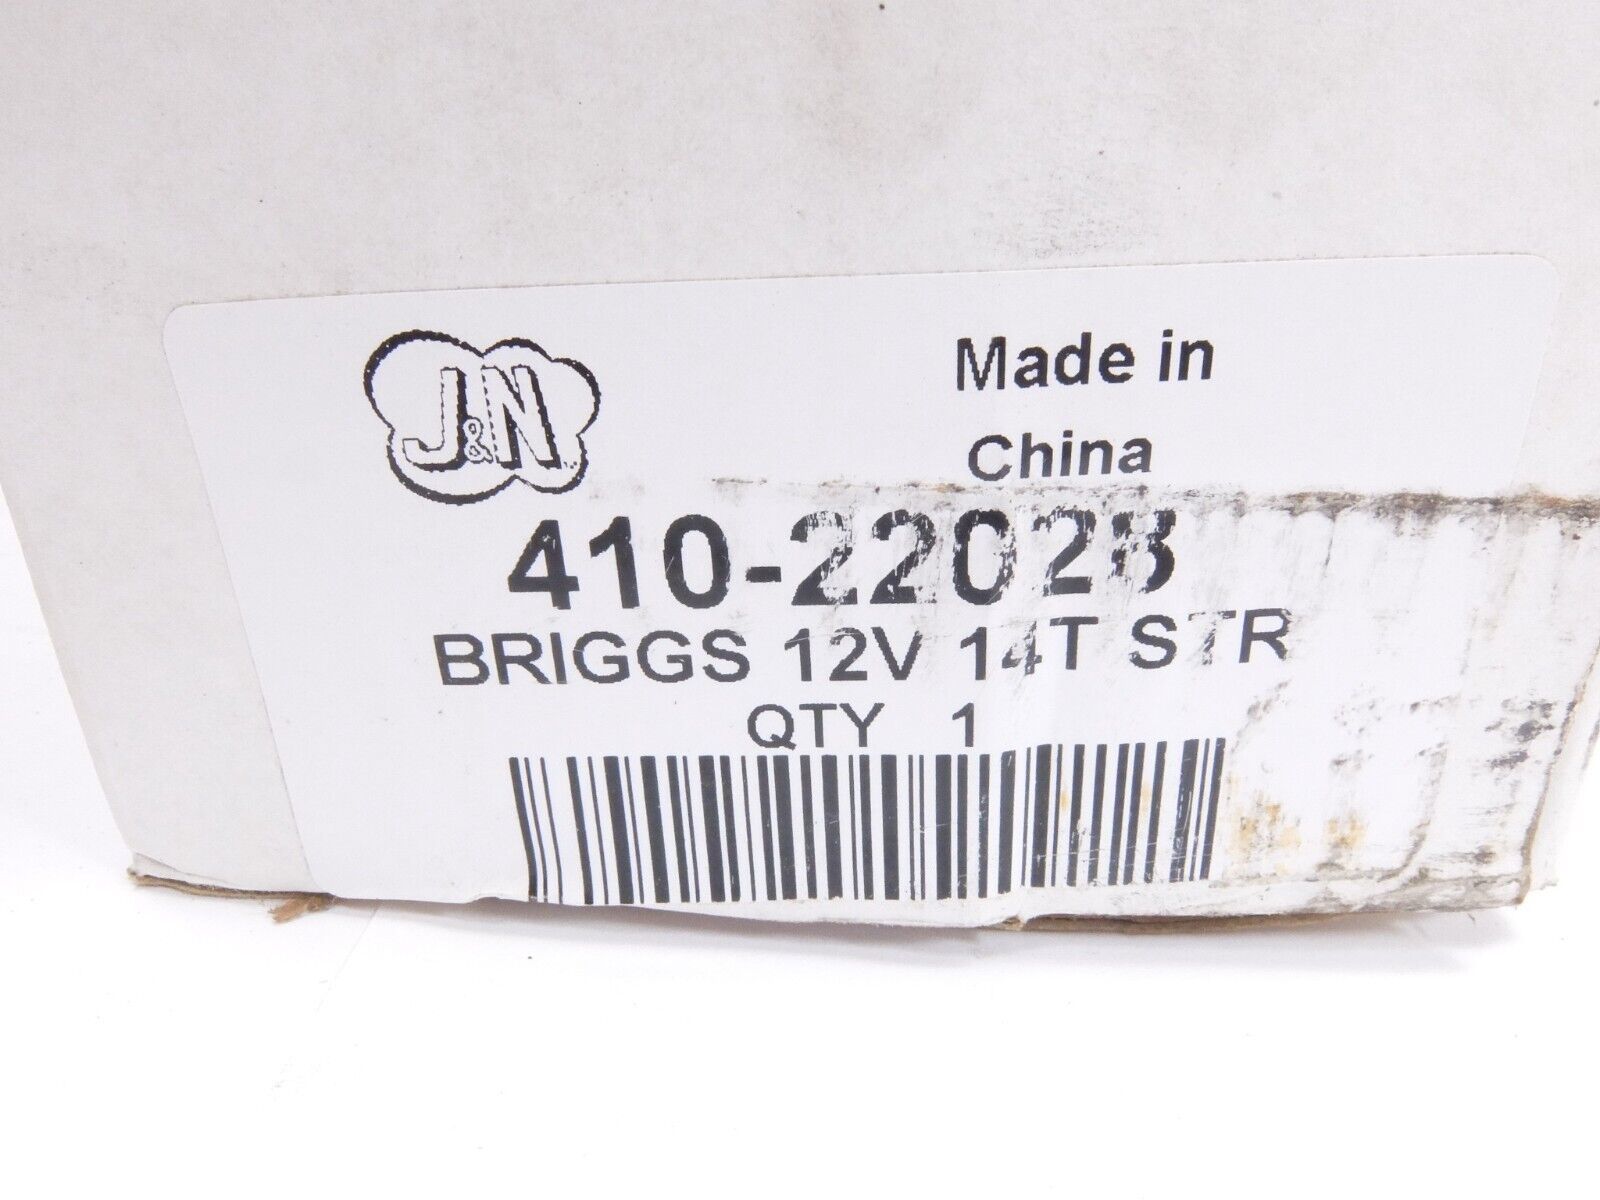 J&N
Made in
China
410-22028
BRIGGS 12V 14T STR
QTY 1